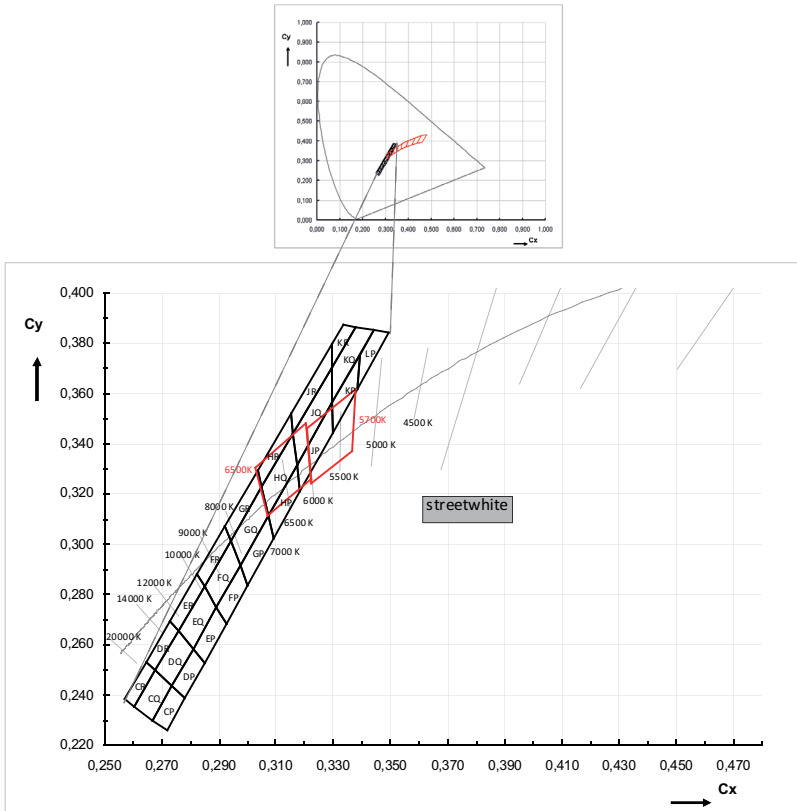 1,000
Cy
0,900
0,800
0,700
0,600
0,500
0,400
0,300
0,200
0,100
0,000
0,000 0,100 0,200 0,300 0,400 0,500 0,600 0,700 0,800 0,900 1,000
Cx
0,400
Cy
0,380
0,360
0,340
0,320
0,300
0,280
0,260
0,240
0,220
KR
KQ
LP
JR
KP
JQ
5700K
4500 K
5000 K
HR
JP
6500K
HQ
5500 K
8000 K
GR
HP
6000 K
streetwhite
6500 K
9000 K
GQ
7000 K
10000 K
FR
GP
12000 K
FQ
14000 K
ER
FP
EQ
20000 K
EP
DR
DQ
DP
CR
CQ
CP
0,250 0,270 0,290 0,310 0,330 0,350 0,370 0,390 0,410 0,430 0,450 0,470
Cx